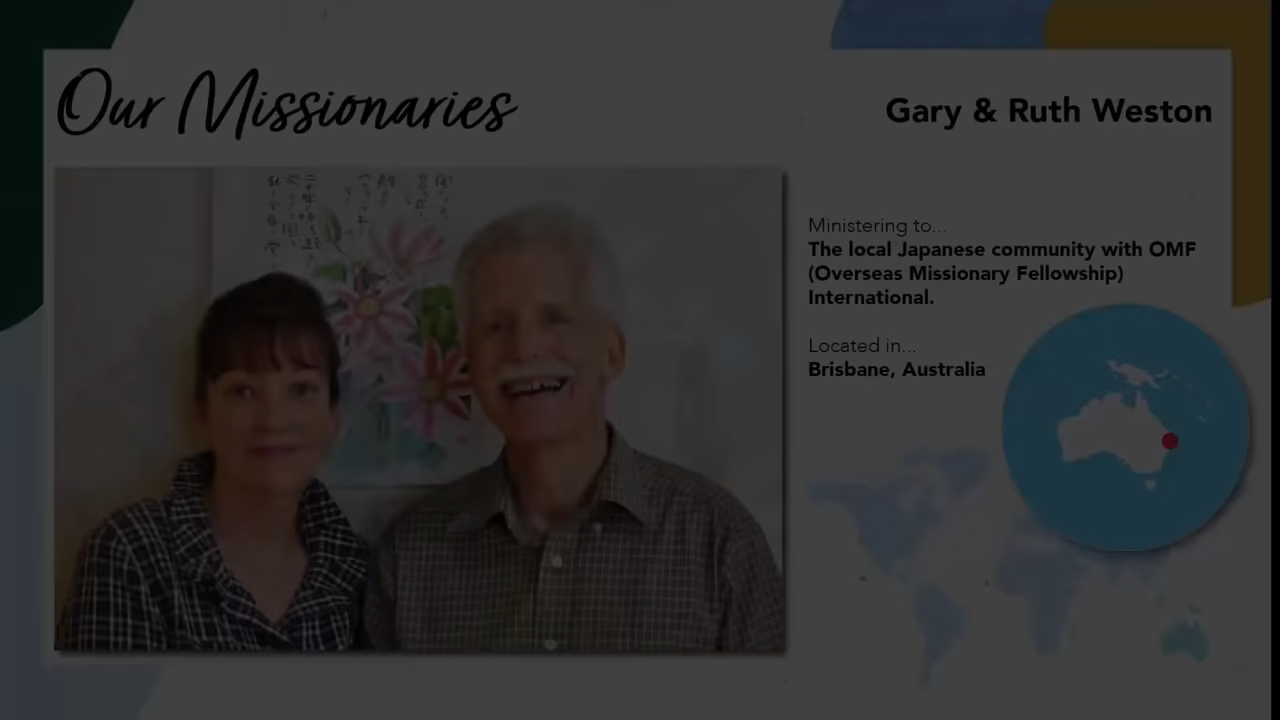 Our Missionaries
Gary & Ruth Weston
Ministering to...
The local Japanese community with OMF
(Overseas Missionary Fellowship)
International.
Located in...
Brisbane, Australia